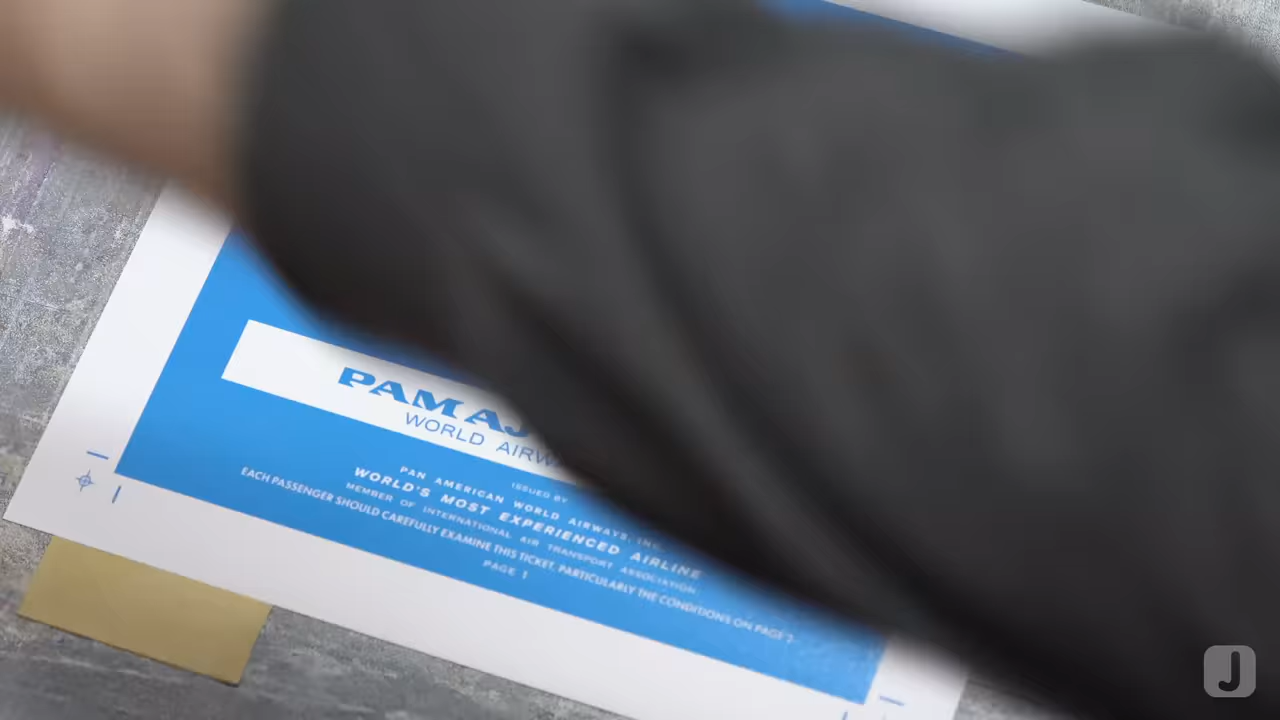 PAM AJ
WORLD AIRW
ISSUED BY
PAN AMERICAN WORLD AIRWAYS, INC.
WORLD'S MOST EXPERIENCED AIRLINE
MEMBER OF INTERNATIONAL AIR TRANSPORT ASSOCIATION
EACH PASSENGER SHOULD CAREFULLY EXAMINE THIS TICKET, PARTICULARLY THE CONDITIONS ON PAGE 2.
PAGE 1
J